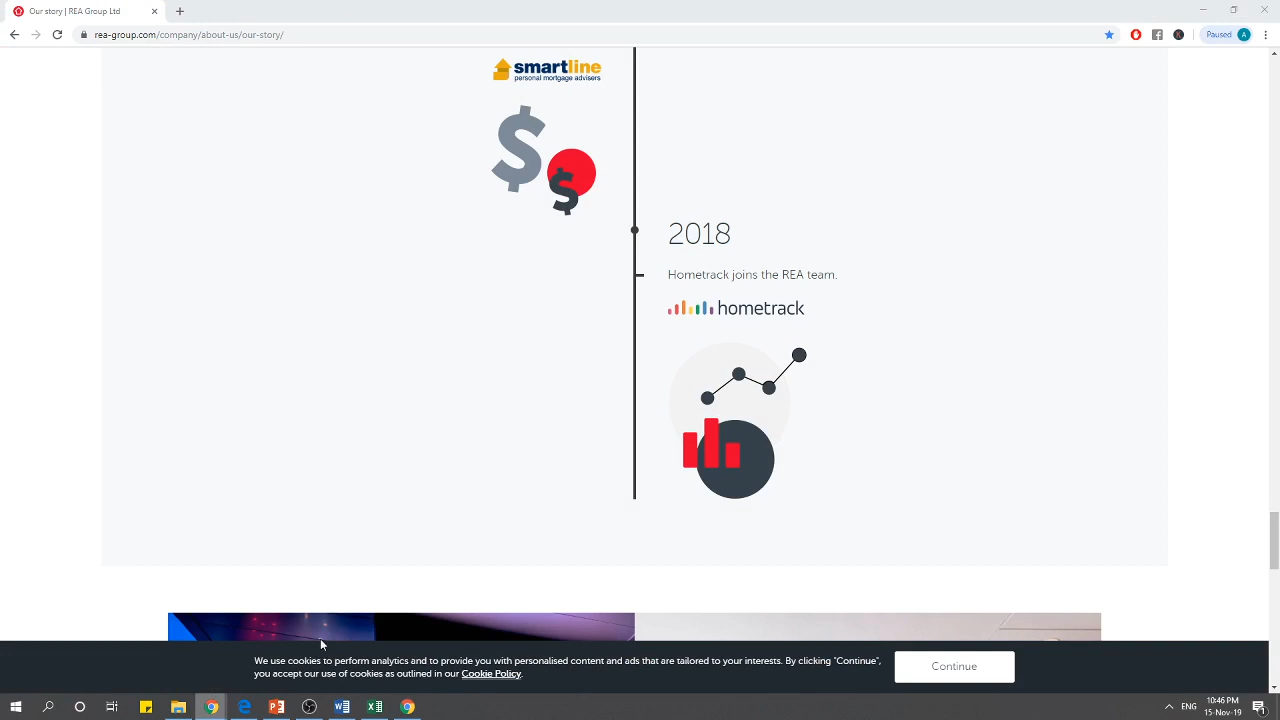 Our story | REA Group Ltd
rea-group.com/company/about-us/our-story/
Paused
A
smartline
personal mortgage advisers
$
$
2018
Hometrack joins the REA team.
hometrack
We use cookies to perform analytics and to provide you with personalised content and ads that are tailored to your interests. By clicking "Continue",
you accept our use of cookies as outlined in our Cookie Policy.
Continue
ENG
10:46 PM
15-Nov-19